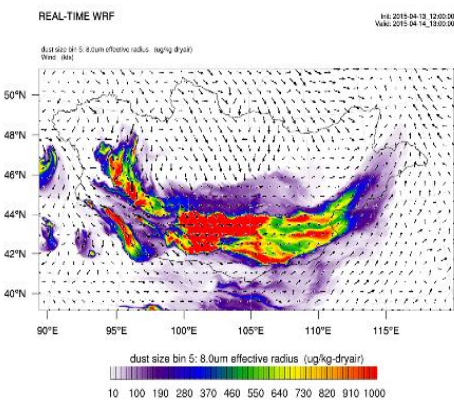 REAL-TIME WRF
Init: 2015-04-13_12:00:00
Valid: 2015-04-14_13:00:00
dust size bin 5: 8.0um effective radius (ug/kg-dryair)
Wind (kts)
50°N
48°N
46°N
44°N
42°N
40°N
90°E 95°E 100°E 105°E 110°E 115°E
dust size bin 5: 8.0um effective radius (ug/kg-dryair)
10 100 190 280 370 460 550 640 730 820 910 1000